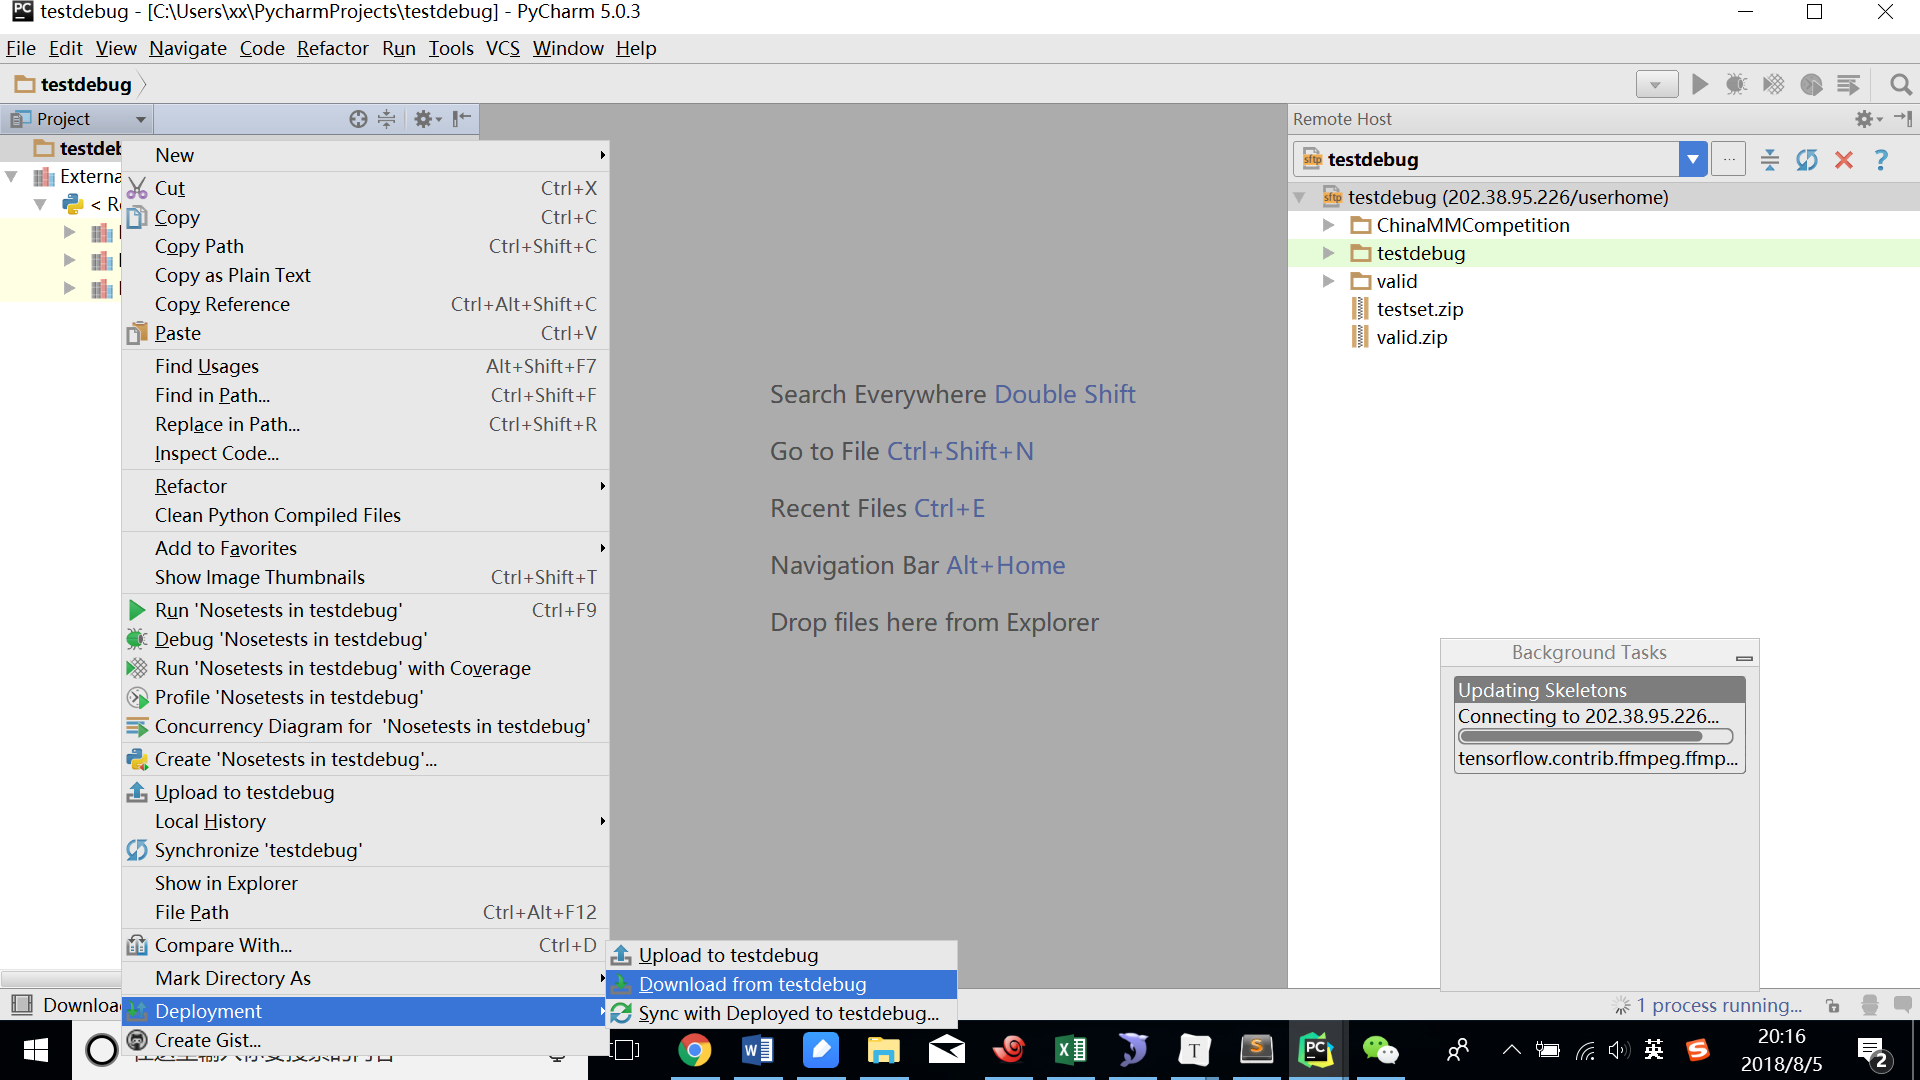 testdebug - [C:\Users\xx\PycharmProjects\testdebug] - PyCharm 5.0.3
File Edit View Navigate Code Refactor Run Tools VCS Window Help
testdebug
Project
Remote Host
testdeb
New
sftp testdebug
Externa
Cut Ctrl+X
sftp testdebug (202.38.95.226/userhome)
< Re
Copy Ctrl+C
ChinaMMCompetition
Copy Path Ctrl+Shift+C
testdebug
Copy as Plain Text
valid
Copy Reference Ctrl+Alt+Shift+C
testset.zip
Paste Ctrl+V
valid.zip
Find Usages Alt+Shift+F7
Find in Path... Ctrl+Shift+F
Replace in Path... Ctrl+Shift+R
Inspect Code...
Refactor
Clean Python Compiled Files
Add to Favorites
Show Image Thumbnails Ctrl+Shift+T
Run 'Nosetests in testdebug' Ctrl+F9
Debug 'Nosetests in testdebug'
Run 'Nosetests in testdebug' with Coverage
Profile 'Nosetests in testdebug'
Concurrency Diagram for 'Nosetests in testdebug'
Create 'Nosetests in testdebug'...
Upload to testdebug
Local History
Synchronize 'testdebug'
Show in Explorer
File Path Ctrl+Alt+F12
Compare With... Ctrl+D
Mark Directory As
Deployment
Create Gist...
Upload to testdebug
Download from testdebug
Sync with Deployed to testdebug...
Search Everywhere Double Shift
Go to File Ctrl+Shift+N
Recent Files Ctrl+E
Navigation Bar Alt+Home
Drop files here from Explorer
Background Tasks
Updating Skeletons
Connecting to 202.38.95.226...
tensorflow.contrib.ffmpeg.ffmp...
Downloa
1 process running...
英
20:16
2018/8/5
2